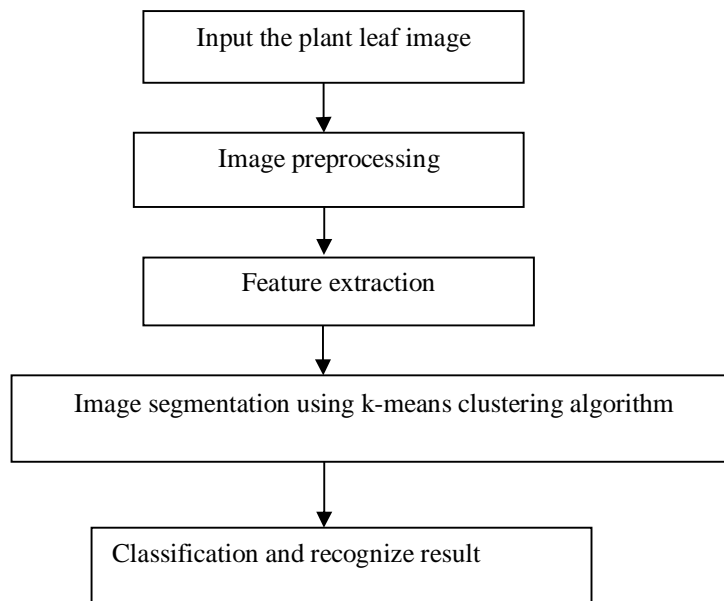 Input the plant leaf image
Image preprocessing
Feature extraction
Image segmentation using k-means clustering algorithm
Classification and recognize result